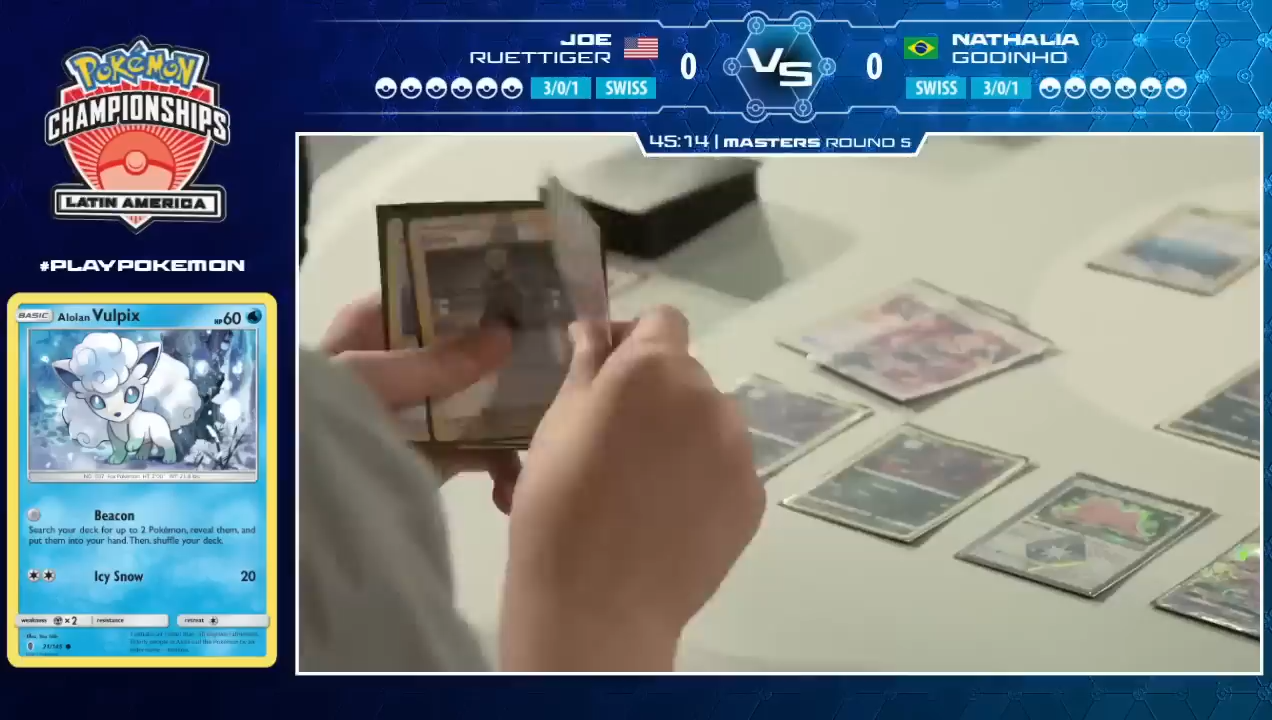 POKÉMON
CHAMPIONSHIPS
LATIN AMERICA
#PLAYPOKEMON
JOE
RUETTIGER
0
VS
0
NATHALIA
GODINHO
3/0/1
SWISS
SWISS
3/0/1
45:14 | MASTERS ROUND 5
BASIC Alolan Vulpix HP 60
Beacon
Search your deck for up to 2 Pokémon, reveal them, and
put them into your hand. Then, shuffle your deck.
Icy Snow 20
weakness ×2 resistance retreat